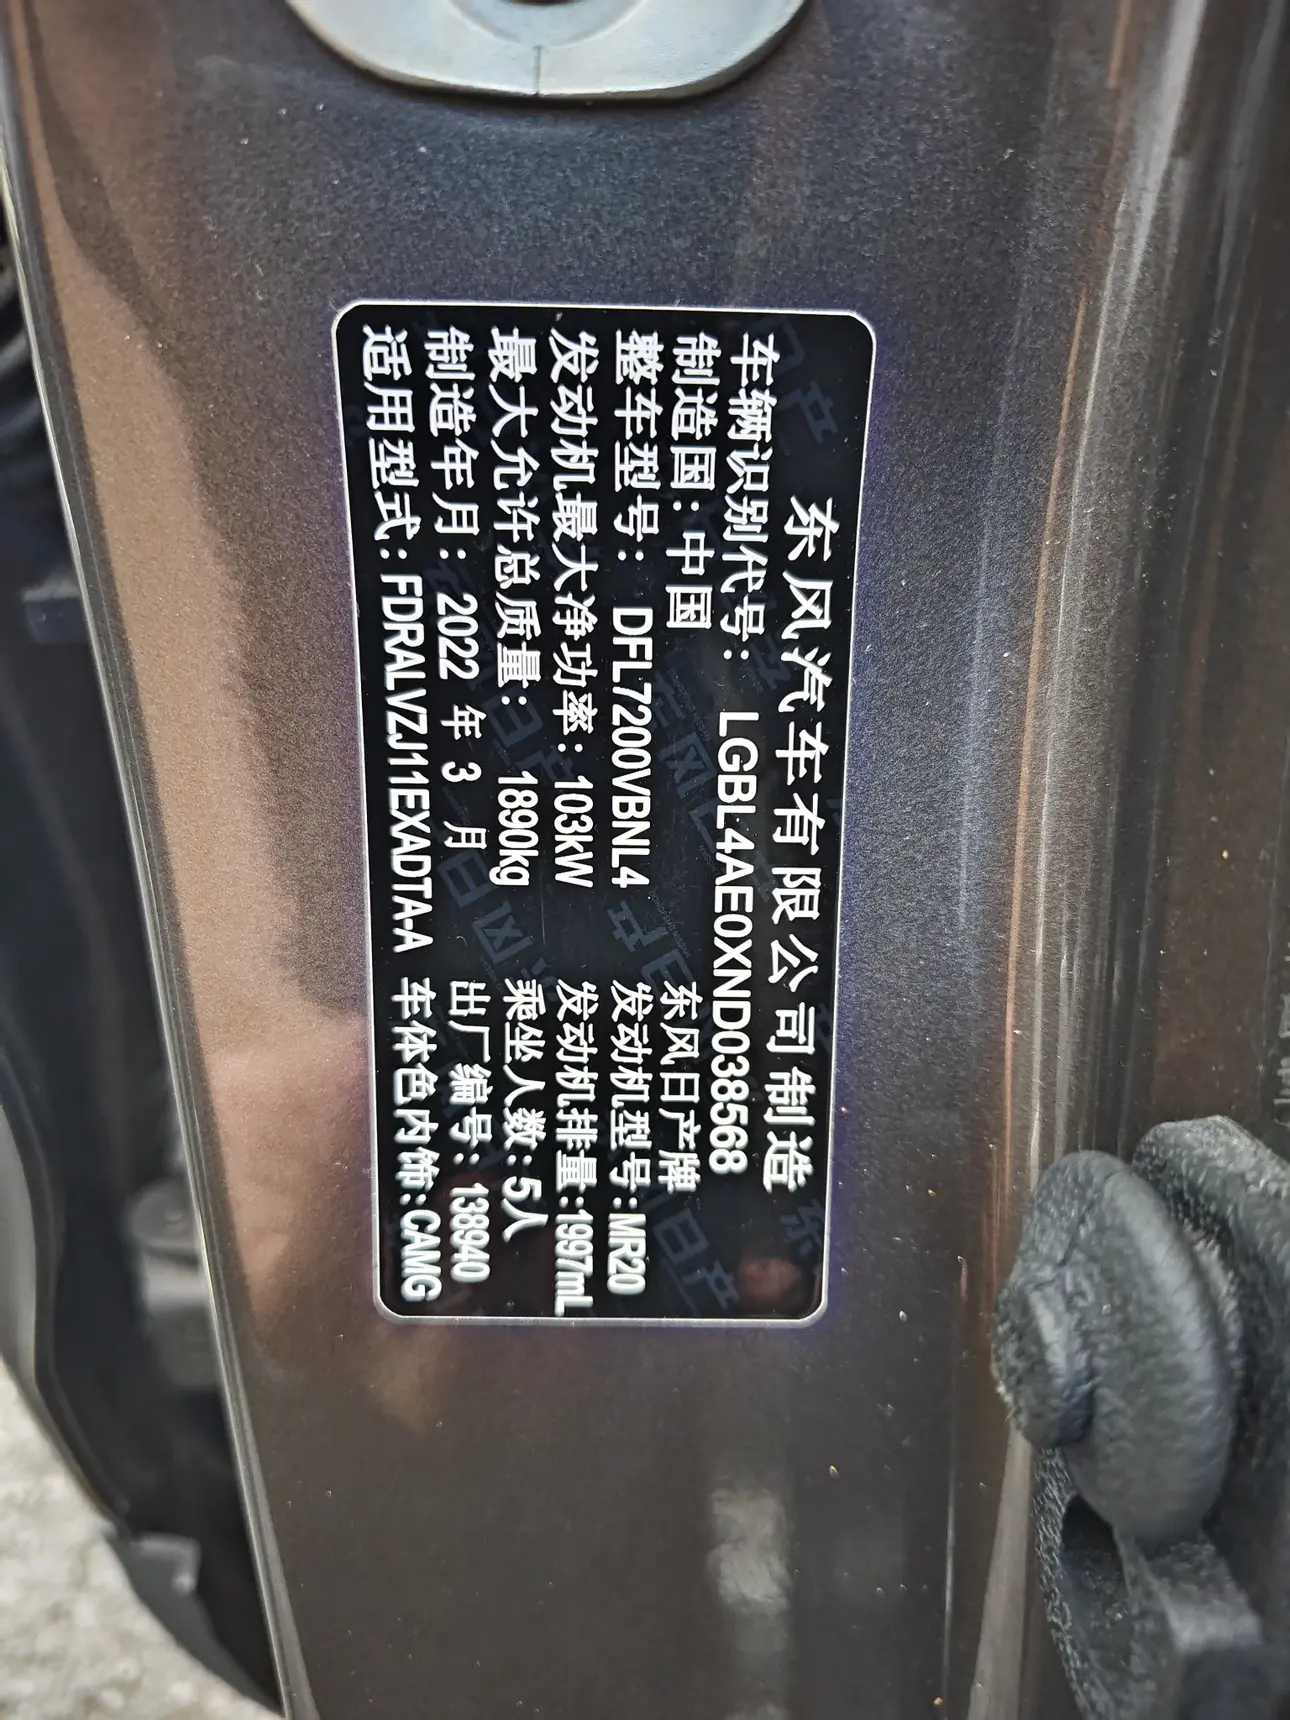 东风汽车有限公司制造
车辆识别代号：LGBL4AE0XND038568
制造国：中国 东风日产牌
整车型号：DFL7200VBNL4 发动机型号：MR20
发动机最大净功率：103kW 发动机排量：1997mL
最大允许总质量：1890kg 乘坐人数：5人
制造年月：2022 年 3 月 出厂编号：138940
适用型式：FDRALVZJ11EXADTA-A 车体色内饰：CAMG